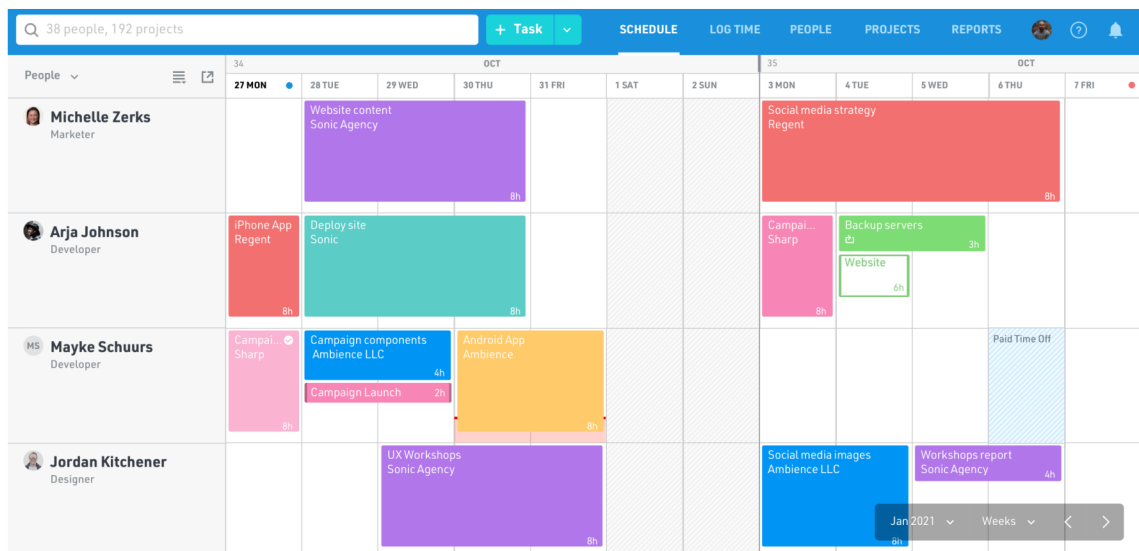 38 people, 192 projects
+ Task
SCHEDULE
LOG TIME
PEOPLE
PROJECTS
REPORTS
?
People
34
OCT
35
OCT
27 MON
28 TUE
29 WED
30 THU
31 FRI
1 SAT
2 SUN
3 MON
4 TUE
5 WED
6 THU
7 FRI
Michelle Zerks
Marketer
Website content
Sonic Agency
8h
Social media strategy
Regent
8h
Arja Johnson
Developer
iPhone App
Regent
8h
Deploy site
Sonic
8h
Campai...
Sharp
8h
Backup servers
3h
Website
6h
MS
Mayke Schuurs
Developer
Campai...
Sharp
8h
Campaign components
Ambience LLC
4h
Campaign Launch 2h
Android App
Ambience
8h
Paid Time Off
Jordan Kitchener
Designer
UX Workshops
Sonic Agency
8h
Social media images
Ambience LLC
8h
Workshops report
Sonic Agency
4h
Jan 2021
Weeks